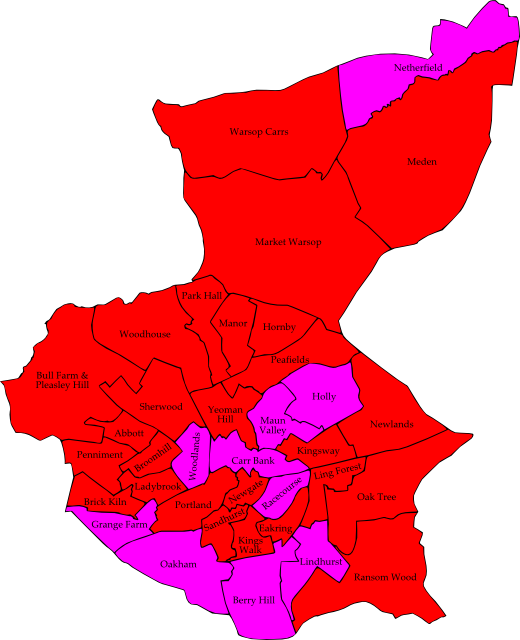 Netherfield
Warsop Carrs
Meden
Market Warsop
Park Hall
Manor
Hornby
Woodhouse
Peafields
Bull Farm &
Pleasley Hill
Holly
Sherwood
Yeoman
Hill
Maun
Valley
Newlands
Abbott
Broomhill
Woodlands
Kingsway
Penniment
Carr Bank
Ling Forest
Ladybrook
Newgate
Racecourse
Oak Tree
Brick Kiln
Portland
Grange Farm
Sandhurst
Eakring
Kings
Walk
Oakham
Lindhurst
Ransom Wood
Berry Hill